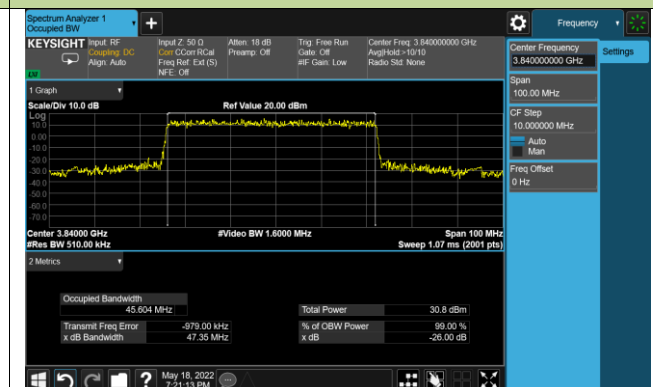 Spectrum Analyzer 1
Occupied BW
Frequency
KEYSIGHT
Input: RF
Coupling: DC
Align: Auto
Input Z: 50 Ω
Corr CCorr RCal
Freq Ref: Ext (S)
NFE: Off
Atten: 18 dB
Preamp: Off
Trig: Free Run
Gate: Off
#IF Gain: Low
Center Freq: 3.840000000 GHz
Avg|Hold:>10/10
Radio Std: None
Center Frequency
3.840000000 GHz
Settings
Span
100.00 MHz
CF Step
10.000000 MHz
Auto
Man
Freq Offset
0 Hz
1 Graph
Scale/Div 10.0 dB
Ref Value 20.00 dBm
Log
10.0
0.00
-10.0
-20.0
-30.0
-40.0
-50.0
-60.0
-70.0
Center 3.84000 GHz
#Video BW 1.6000 MHz
Span 100 MHz
#Res BW 510.00 kHz
Sweep 1.07 ms (2001 pts)
2 Metrics
Occupied Bandwidth
45.604 MHz
Total Power 30.8 dBm
Transmit Freq Error -979.00 kHz
% of OBW Power 99.00 %
x dB Bandwidth 47.35 MHz
x dB -26.00 dB
May 18, 2022
7:21:13 PM